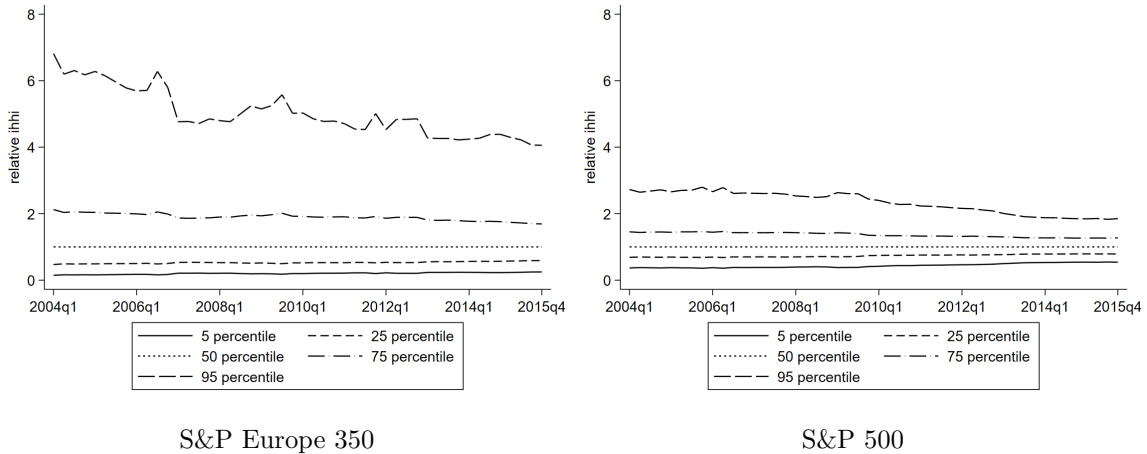 8
6
4
2
0
relative ihhi
2004q1 2006q1 2008q1 2010q1 2012q1 2014q1 2015q4
5 percentile 25 percentile
50 percentile 75 percentile
95 percentile
S&P Europe 350
8
6
4
2
0
relative ihhi
2004q1 2006q1 2008q1 2010q1 2012q1 2014q1 2015q4
5 percentile 25 percentile
50 percentile 75 percentile
95 percentile
S&P 500